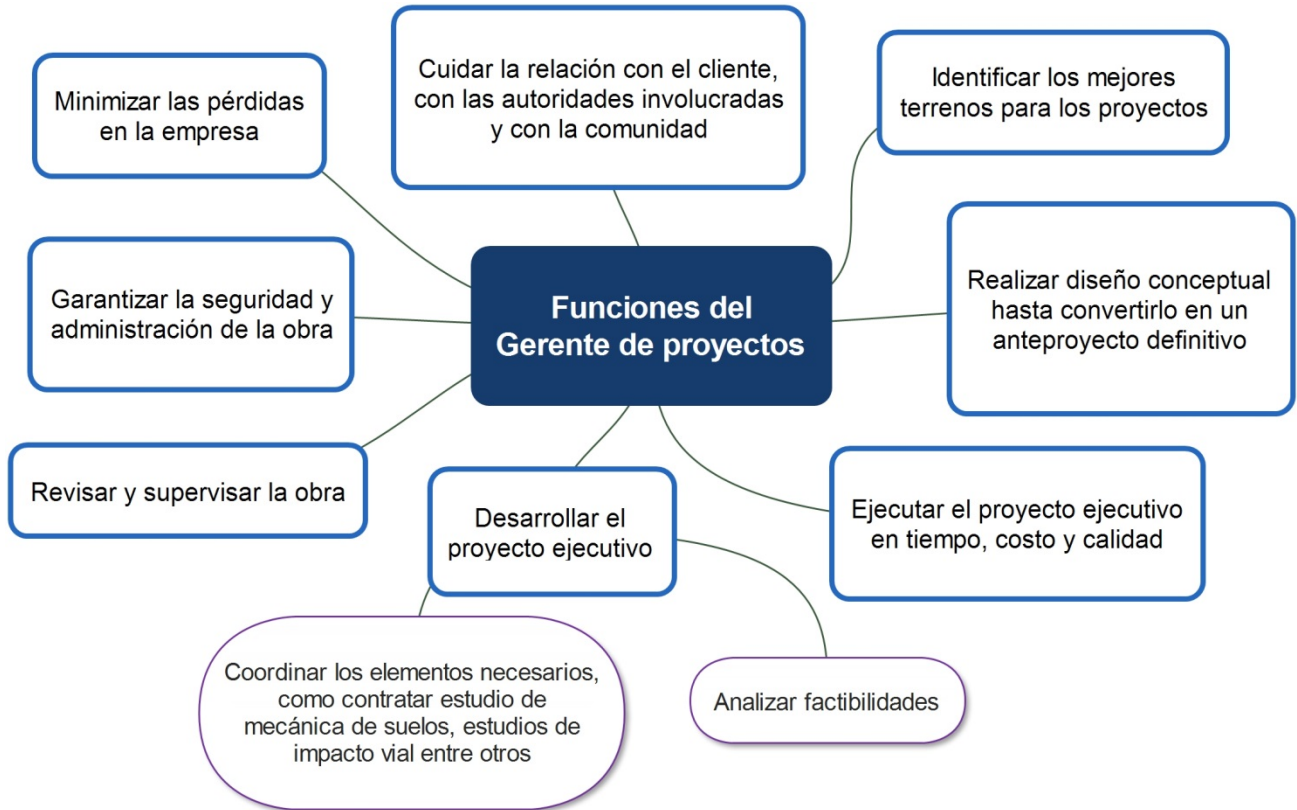 Cuidar la relación con el cliente,
con las autoridades involucradas
y con la comunidad
Minimizar las pérdidas
en la empresa
Identificar los mejores
terrenos para los proyectos
Garantizar la seguridad y
administración de la obra
Funciones del
Gerente de proyectos
Realizar diseño conceptual
hasta convertirlo en un
anteproyecto definitivo
Revisar y supervisar la obra
Desarrollar el
proyecto ejecutivo
Ejecutar el proyecto ejecutivo
en tiempo, costo y calidad
Coordinar los elementos necesarios,
como contratar estudio de
mecánica de suelos, estudios de
impacto vial entre otros
Analizar factibilidades